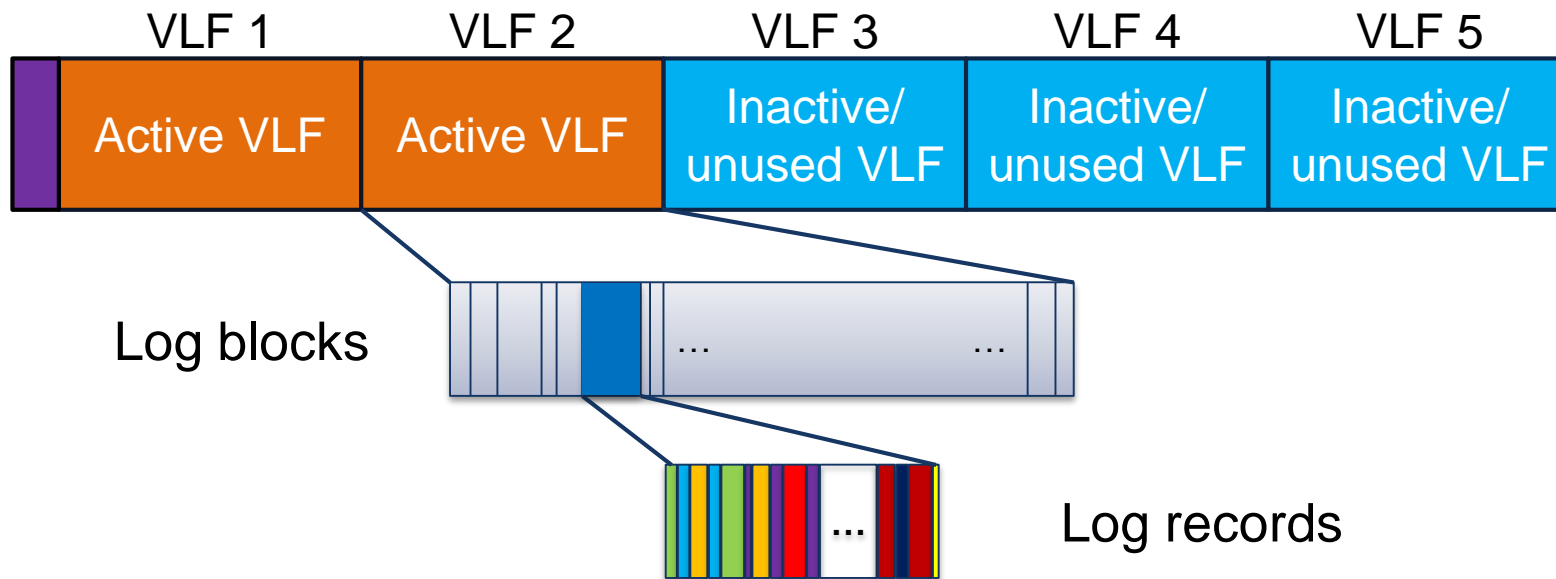 VLF 1 VLF 2 VLF 3 VLF 4 VLF 5
Active VLF Active VLF Inactive/ Inactive/ Inactive/
unused VLF unused VLF unused VLF
Log blocks ... ...
... Log records